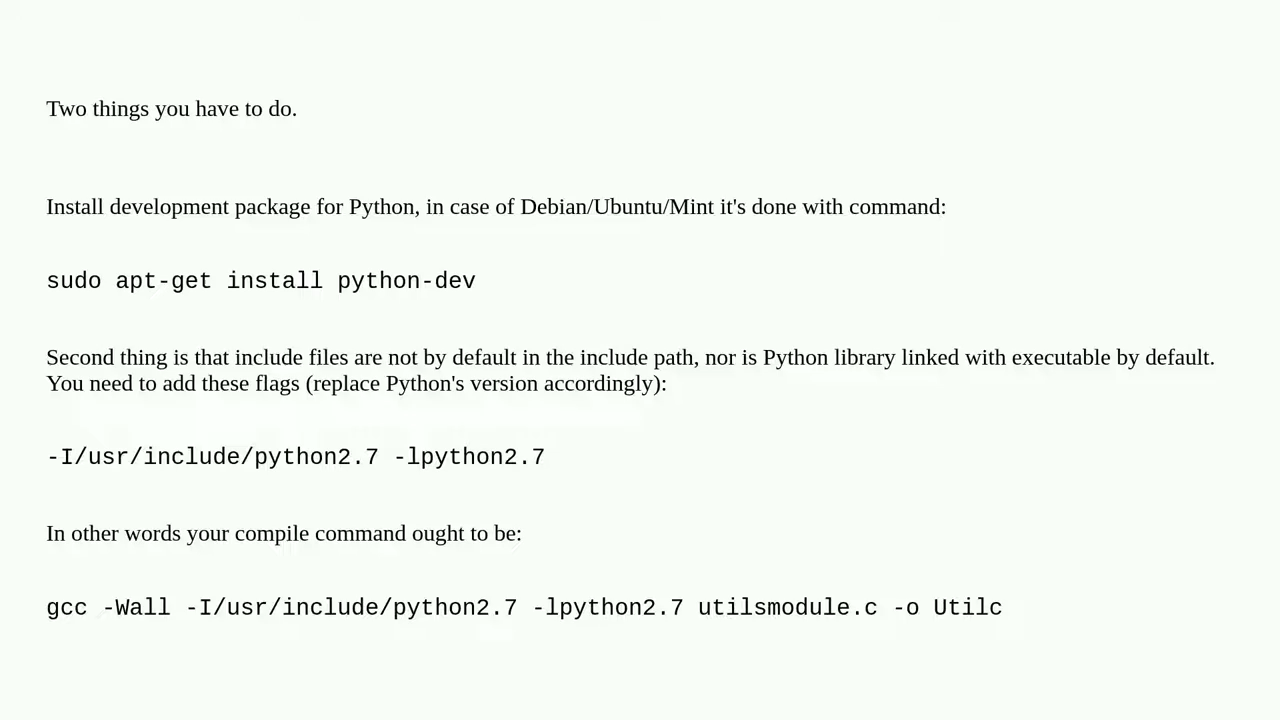 Two things you have to do.
Install development package for Python, in case of Debian/Ubuntu/Mint it's done with command:
sudo apt-get install python-dev
Second thing is that include files are not by default in the include path, nor is Python library linked with executable by default.
You need to add these flags (replace Python's version accordingly):
-I/usr/include/python2.7 -lpython2.7
In other words your compile command ought to be:
gcc -Wall -I/usr/include/python2.7 -lpython2.7 utilsmodule.c -o Utilc